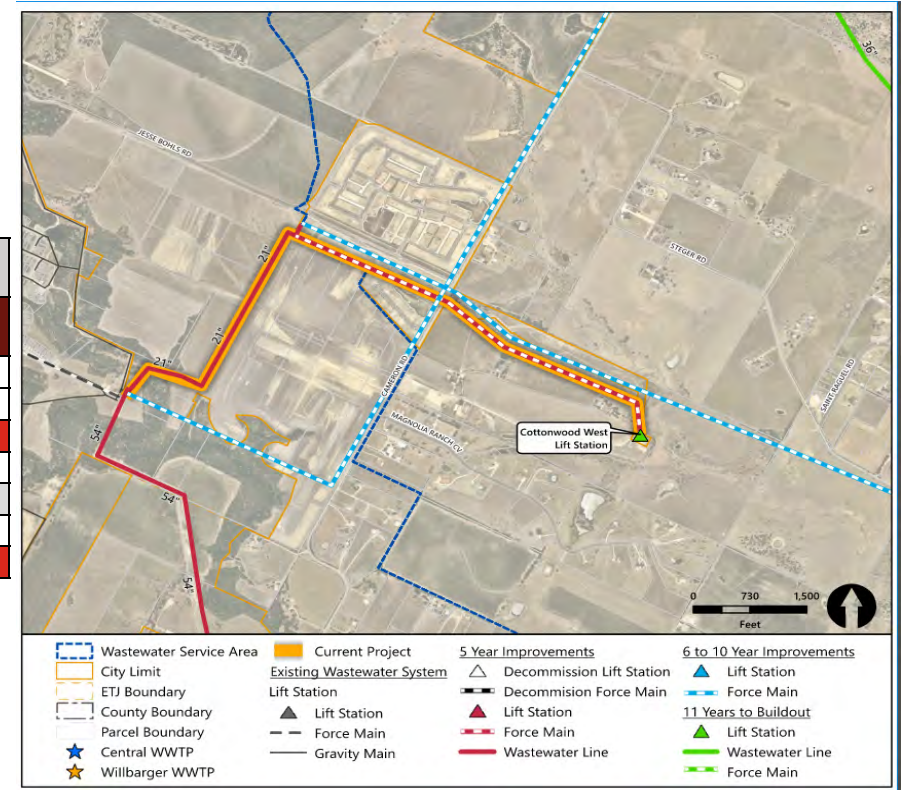 36"
JESSE BOHLS RD
STEGER RD
21"
21"
21"
CAMERON RD
SAINT RAGUEL RD
MAGNOLIA RANCH CV
Cottonwood West
Lift Station
54"
54"
54"
0 730 1,500
Feet
Wastewater Service Area
City Limit
ETJ Boundary
County Boundary
Parcel Boundary
Central WWTP
Willbarger WWTP
Current Project
Existing Wastewater System
Lift Station
Lift Station
Force Main
Gravity Main
5 Year Improvements
Decommission Lift Station
Decommision Force Main
Lift Station
Force Main
Wastewater Line
6 to 10 Year Improvements
Lift Station
Force Main
11 Years to Buildout
Lift Station
Wastewater Line
Force Main